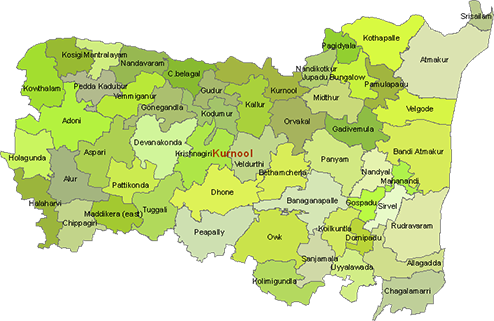 Srisailam
Kothapalle
Pagidyala
Atmakur
Kosigi
Mantralayam
Nandavaram
C.belagal
Nandikotkur
Jupadu Bungalow
Pamulapadu
Kowthalam
Pedda Kadubur
Yemmiganur
Gudur
Kurnool
Midthur
Gonegandla
Kodumur
Kallur
Velgode
Adoni
Orvakal
Gadivemula
Devanakonda
Holagunda
Aspari
Krishnagiri
Kurnool
Veldurthi
Panyam
Bandi Atmakur
Alur
Pattikonda
Bethamcherla
Nandyal
Mahanandi
Dhone
Halaharvi
Maddikera (east)
Tuggali
Banaganapalle
Gospadu
Sirvel
Chippagiri
Peapally
Owk
Koilkuntla
Dornipadu
Rudravaram
Sanjamala
Uyyalawada
Allagadda
Kolimigundla
Chagalamarri